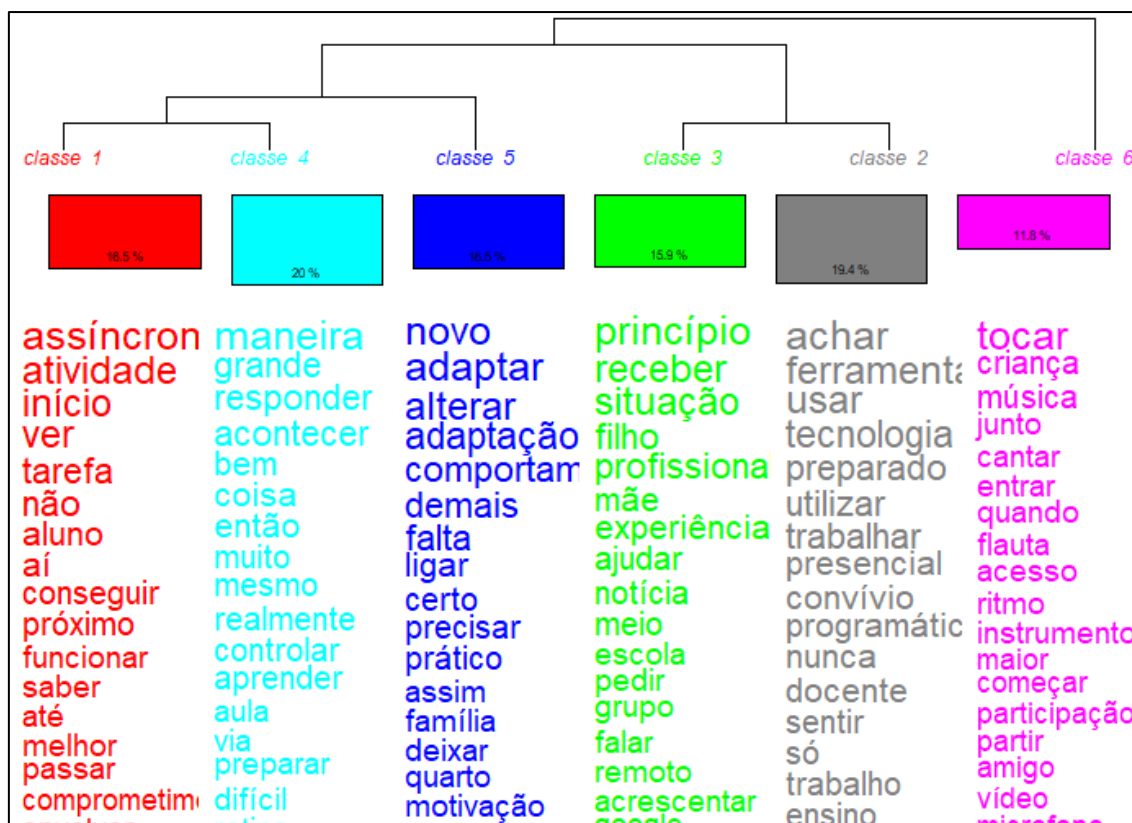 classe 1
classe 4
classe 5
classe 3
classe 2
classe 6
16.5 %
20 %
16.5 %
15.9 %
19.4 %
11.8 %
assíncron
atividade
início
ver
tarefa
não
aluno
aí
conseguir
próximo
funcionar
saber
até
melhor
passar
comprometim
maneira
grande
responder
acontecer
bem
coisa
então
muito
mesmo
realmente
controlar
aprender
aula
via
preparar
difícil
novo
adaptar
alterar
adaptação
comportam
demais
falta
ligar
certo
precisar
prático
assim
família
deixar
quarto
motivação
princípio
receber
situação
filho
profissiona
mãe
experiência
ajudar
notícia
meio
escola
pedir
grupo
falar
remoto
acrescentar
google
achar
ferramenta
usar
tecnologia
preparado
utilizar
trabalhar
presencial
convívio
programátic
nunca
docente
sentir
só
trabalho
ensino
tocar
criança
música
junto
cantar
entrar
quando
flauta
acesso
ritmo
instrumento
maior
começar
participação
partir
amigo
vídeo
microfone